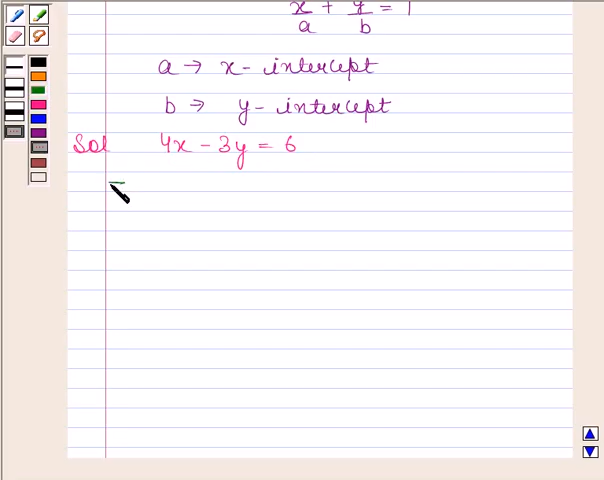 x/a + y/b = 1
a → x - intercept
b → y - intercept
Sol 4x - 3y = 6